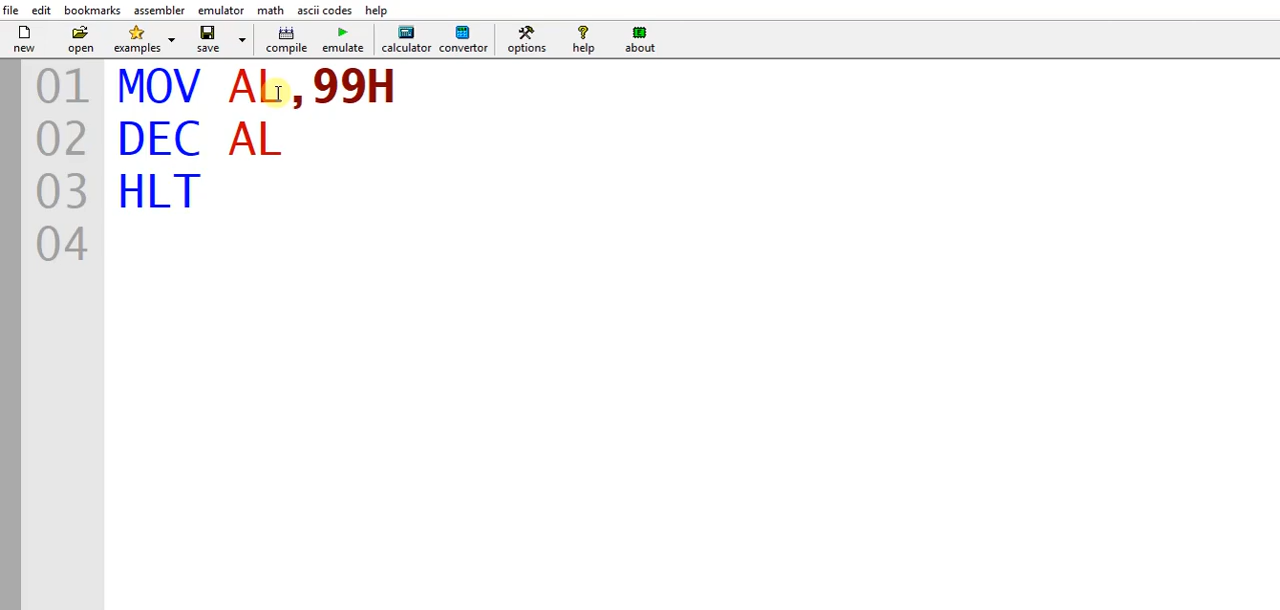 file edit bookmarks assembler emulator math ascii codes help
new open examples save compile emulate calculator convertor options help about
01 MOV AL,99H
02 DEC AL
03 HLT
04